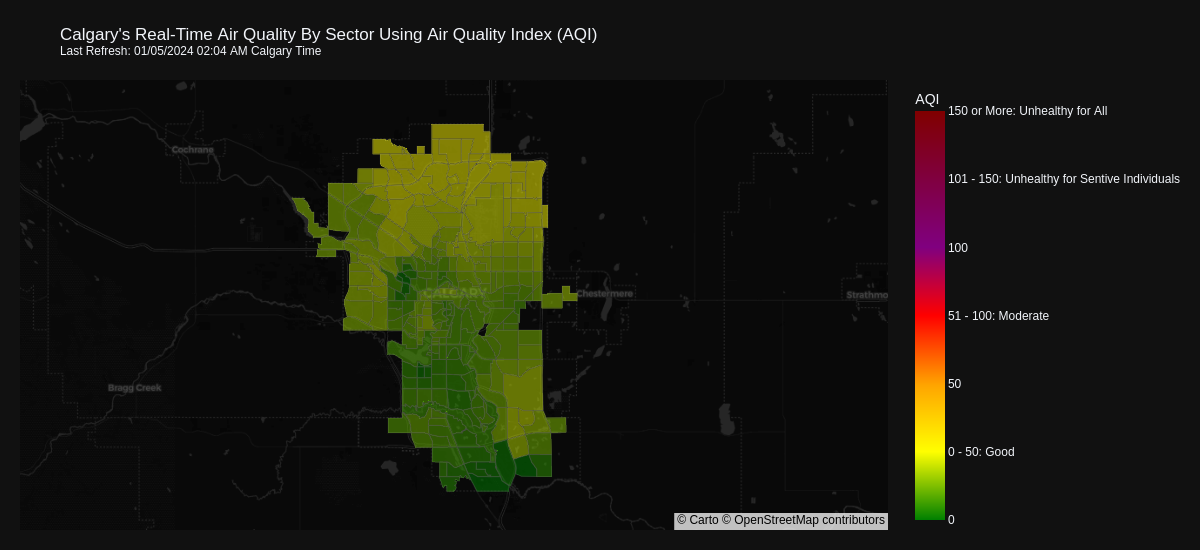 Calgary's Real-Time Air Quality By Sector Using Air Quality Index (AQI)
Last Refresh: 01/05/2024 02:04 AM Calgary Time
AQI
150 or More: Unhealthy for All
Cochrane
101 - 150: Unhealthy for Sentive Individuals
100
CALGARY
Chestermere
Strathmo
51 - 100: Moderate
50
Bragg Creek
0 - 50: Good
0
© Carto © OpenStreetMap contributors